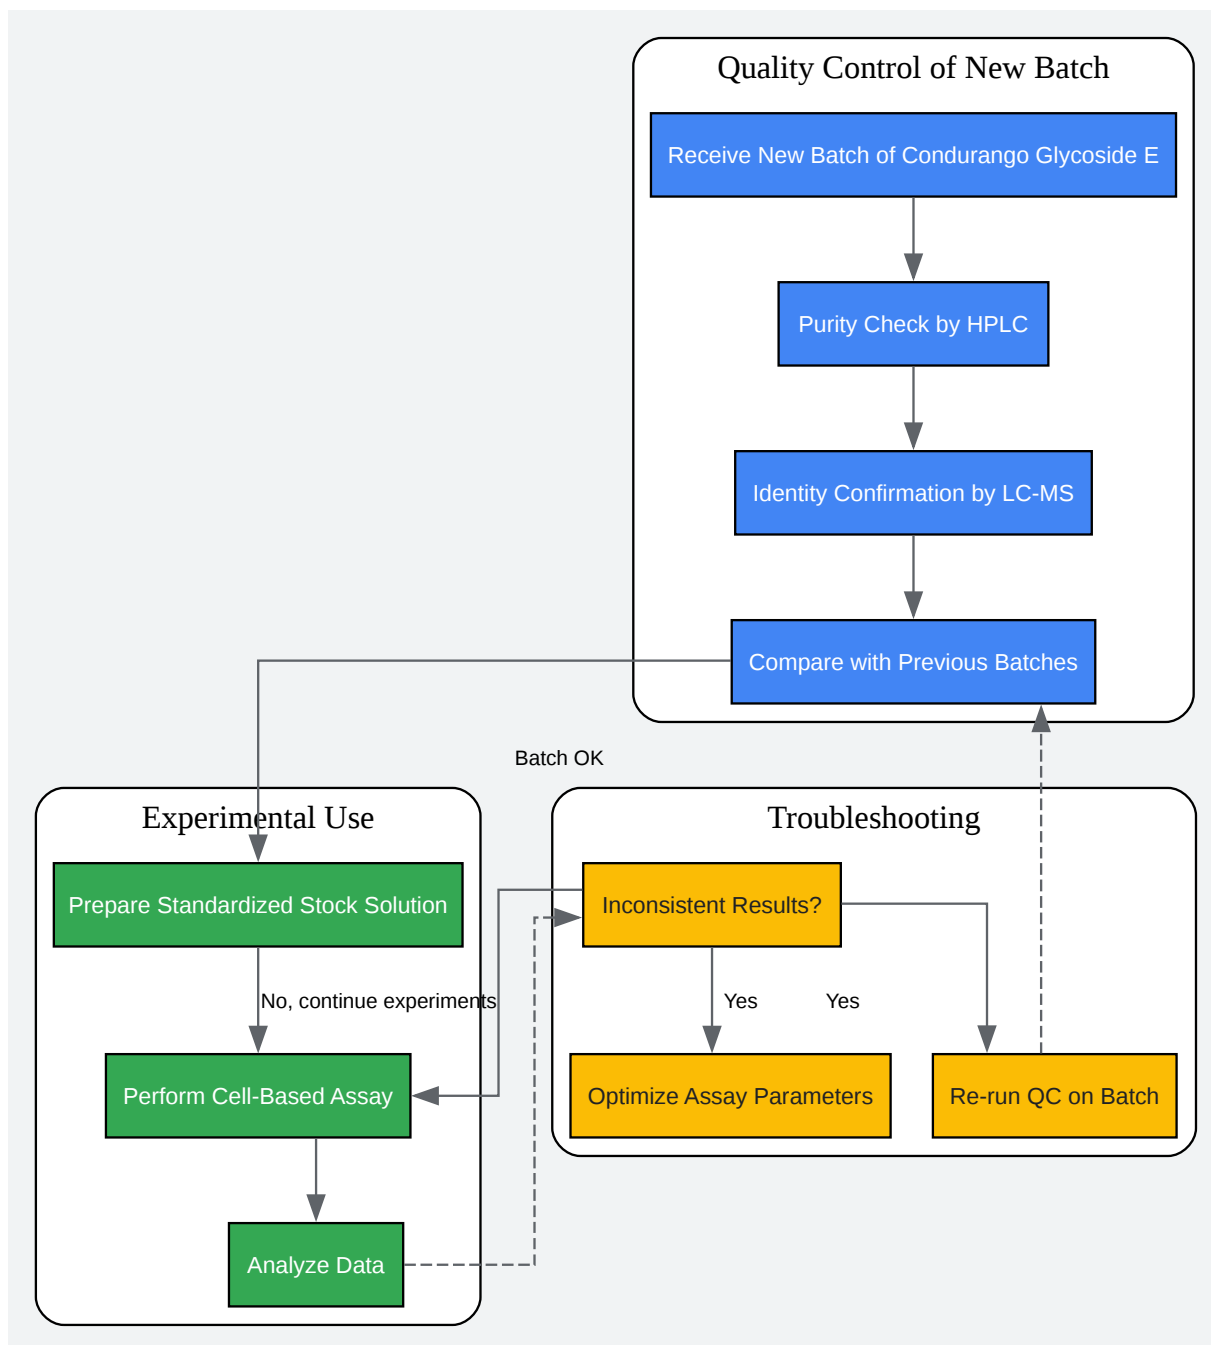 Quality Control of New Batch
Receive New Batch of Condurango Glycoside E
Purity Check by HPLC
Identity Confirmation by LC-MS
Compare with Previous Batches
Batch OK
Experimental Use
Prepare Standardized Stock Solution
No, continue experiments
Perform Cell-Based Assay
Analyze Data
Troubleshooting
Inconsistent Results?
Yes
Yes
Optimize Assay Parameters
Re-run QC on Batch